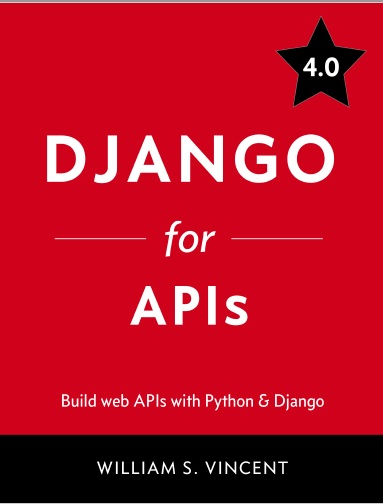 4.0
DJANGO
for
APIs
Build web APIs with Python & Django
WILLIAM S. VINCENT